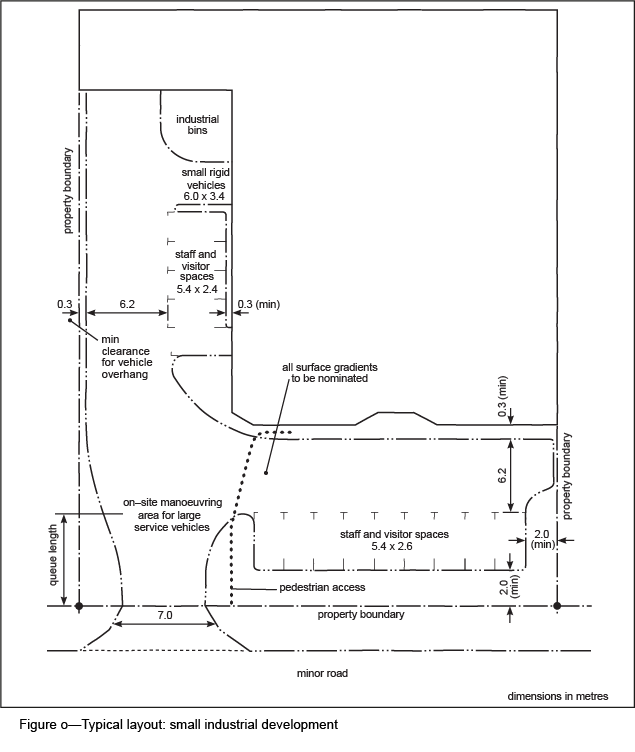 industrial
bins
small rigid
vehicles
6.0 x 3.4
property boundary
staff and
visitor
spaces
5.4 x 2.4
0.3
6.2
0.3 (min)
min
clearance
for vehicle
overhang
all surface gradients
to be nominated
0.3 (min)
6.2
property boundary
on–site manoeuvring
area for large
service vehicles
staff and visitor spaces
5.4 x 2.6
2.0
(min)
queue length
pedestrian access
2.0
(min)
7.0
property boundary
minor road
dimensions in metres
Figure o—Typical layout: small industrial development